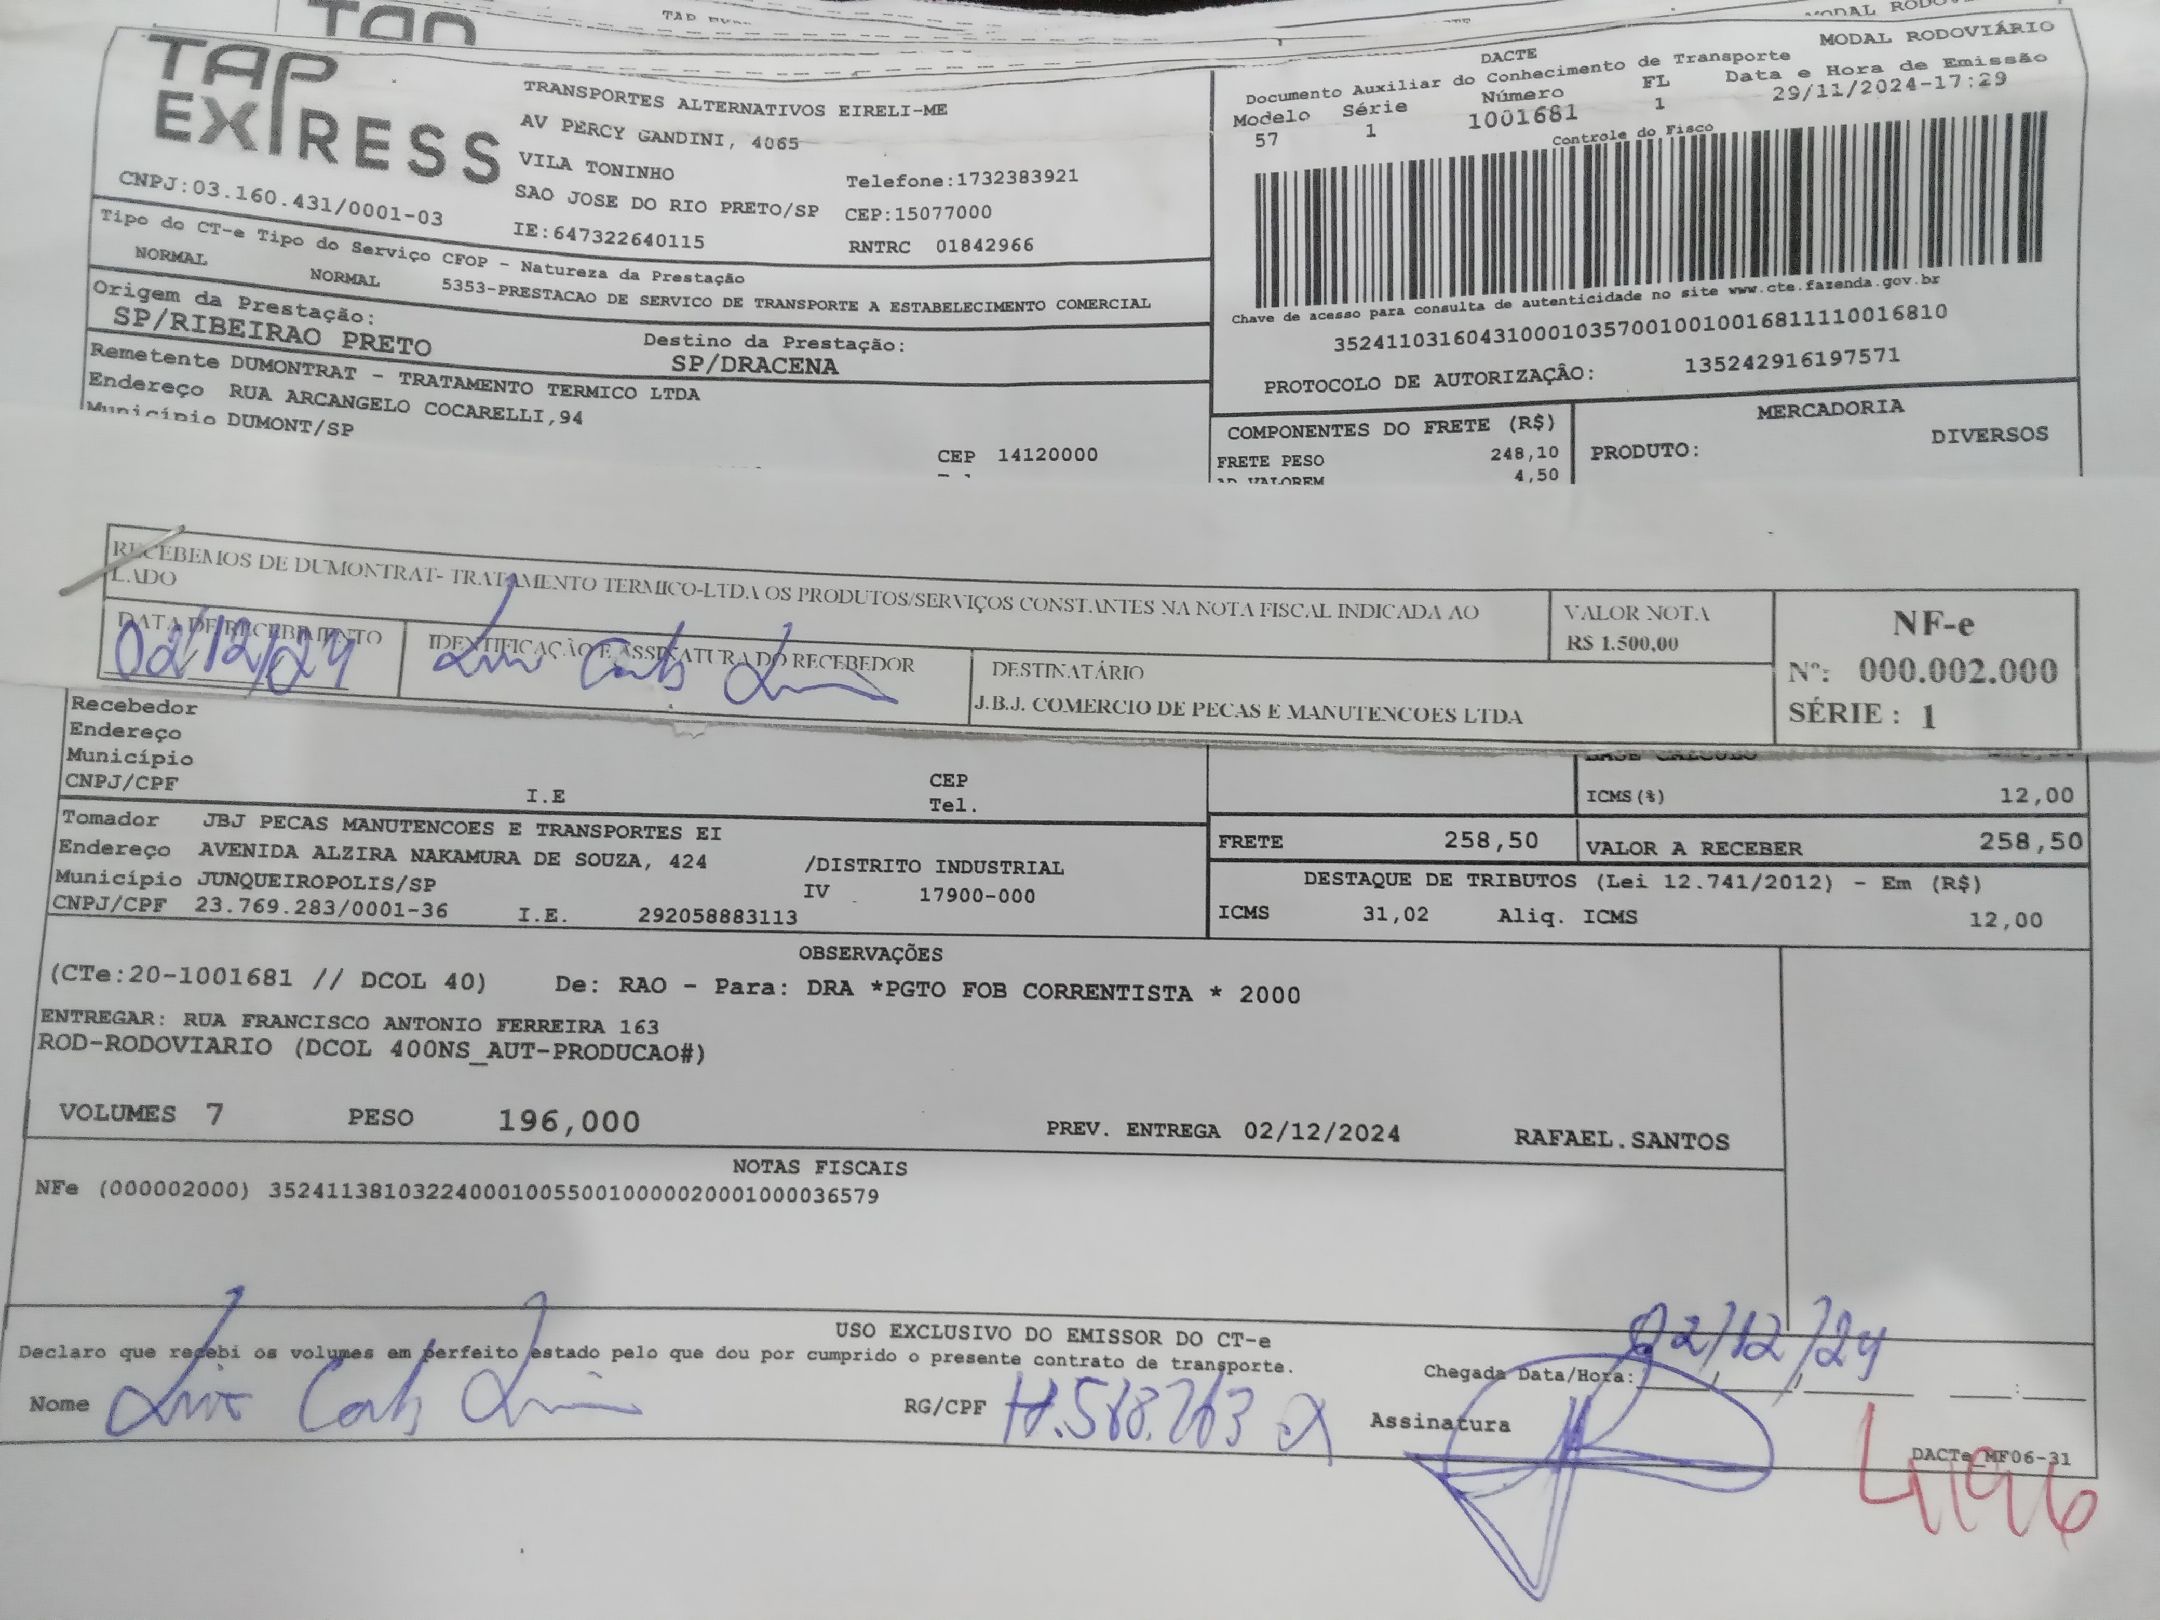 TAP EXPRESS
TRANSPORTES ALTERNATIVOS EIRELI-ME
AV PERCY GANDINI, 4065
VILA TONINHO
Telefone:1732383921
SAO JOSE DO RIO PRETO/SP CEP:15077000
CNPJ:03.160.431/0001-03
IE:647322640115
RNTRC 01842966
Tipo do CT-e Tipo do Serviço CFOP - Natureza da Prestação
NORMAL NORMAL 5353-PRESTACAO DE SERVICO DE TRANSPORTE A ESTABELECIMENTO COMERCIAL
Origem da Prestação:
SP/RIBEIRAO PRETO
Destino da Prestação:
SP/DRACENA
Remetente DUMONTRAT - TRATAMENTO TERMICO LTDA
Endereço RUA ARCANGELO COCARELLI,94
Município DUMONT/SP
CEP 14120000
MODAL RODOVIÁRIO
DACTE
Documento Auxiliar do Conhecimento de Transporte
Modelo Série Número FL Data e Hora de Emissão
57 1 1001681 1 29/11/2024-17:29
Controle do Fisco
Chave de acesso para consulta de autenticidade no site www.cte.fazenda.gov.br
35241103160431000103570010010016811110016810
PROTOCOLO DE AUTORIZAÇÂO: 135242916197571
COMPONENTES DO FRETE (R$)
FRETE PESO 248,10
AD VALOREM 4,50
MERCADORIA
PRODUTO: DIVERSOS
RECEBEMOS DE DUMONTRAT- TRATAMENTO TERMICO-LTDA OS PRODUTOS/SERVIÇOS CONSTANTES NA NOTA FISCAL INDICADA AO
LADO
DATA DE RECEBIMENTO
02/12/24
IDENTIFICAÇÃO E ASSINATURA DO RECEBEDOR
VALOR NOTA
R$ 1.500,00
DESTINATÁRIO
J.B.J. COMERCIO DE PECAS E MANUTENCOES LTDA
NF-e
Nº: 000.002.000
SÉRIE : 1
Recebedor
Endereço
Município
CNPJ/CPF
I.E
CEP
Tel.
BASE CALCULO
ICMS(%) 12,00
Tomador JBJ PECAS MANUTENCOES E TRANSPORTES EI
Endereço AVENIDA ALZIRA NAKAMURA DE SOUZA, 424 /DISTRITO INDUSTRIAL
Município JUNQUEIROPOLIS/SP IV 17900-000
CNPJ/CPF 23.769.283/0001-36 I.E. 292058883113
FRETE 258,50 VALOR A RECEBER 258,50
DESTAQUE DE TRIBUTOS (Lei 12.741/2012) - Em (R$)
ICMS 31,02 Aliq. ICMS 12,00
OBSERVAÇÕES
(CTe:20-1001681 // DCOL 40) De: RAO - Para: DRA *PGTO FOB CORRENTISTA * 2000
ENTREGAR: RUA FRANCISCO ANTONIO FERREIRA 163
ROD-RODOVIARIO (DCOL 400NS_AUT-PRODUCAO#)
VOLUMES 7 PESO 196,000 PREV. ENTREGA 02/12/2024 RAFAEL.SANTOS
NOTAS FISCAIS
NFe (000002000) 35241138103224000100550010000020001000036579
USO EXCLUSIVO DO EMISSOR DO CT-e
Declaro que recebi os volumes em perfeito estado pelo que dou por cumprido o presente contrato de transporte.
Chegada Data/Hora: 02/12/24
Nome
RG/CPF
Assinatura
DACTe_MF06-31